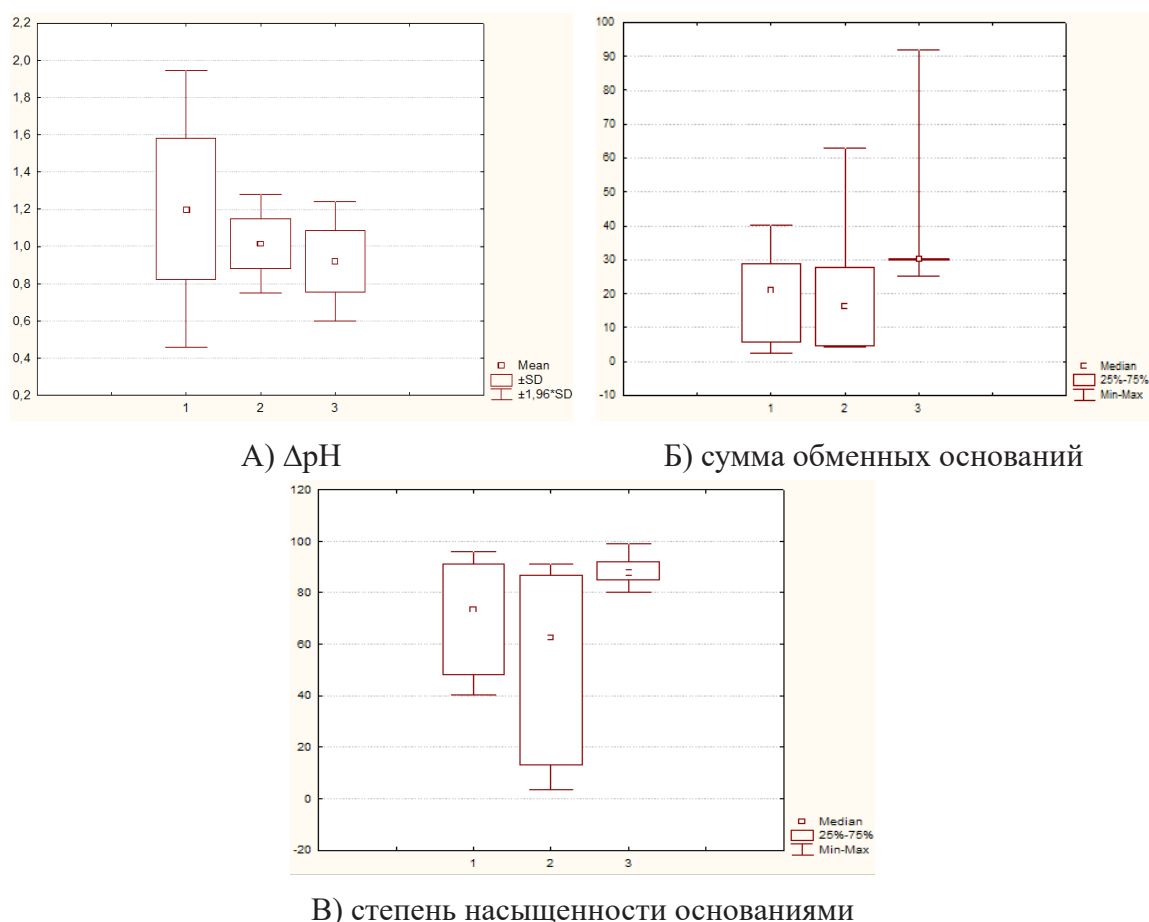 2,2
2,0
1,8
1,6
1,4
1,2
1,0
0,8
0,6
0,4
0,2
1 2 3
Mean
±SD
±1,96*SD
А) ΔpH
100
90
80
70
60
50
40
30
20
10
0
-10
1 2 3
Median
25%-75%
Min-Max
Б) сумма обменных оснований
120
100
80
60
40
20
0
-20
1 2 3
Median
25%-75%
Min-Max
В) степень насыщенности основаниями